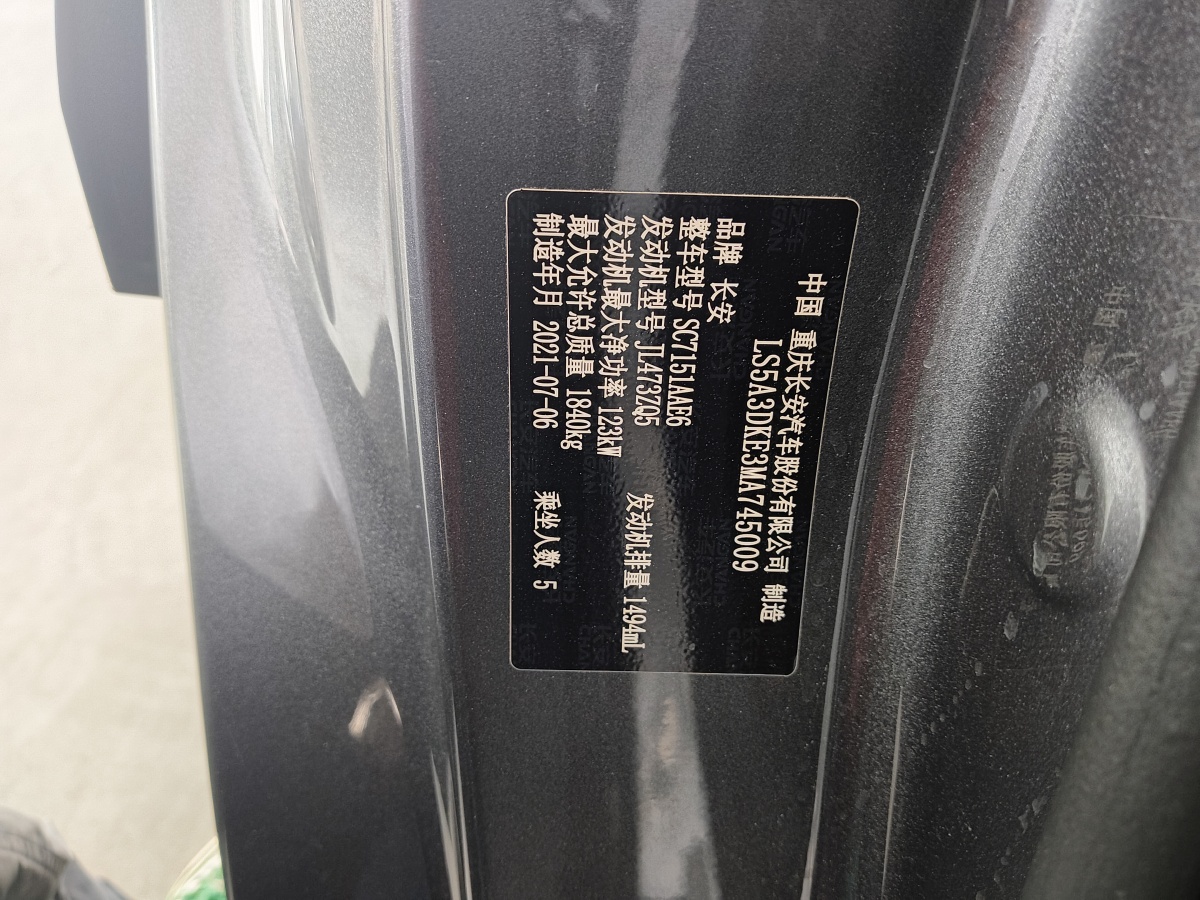 中国 重庆长安汽车股份有限公司 制造
LS5A3DKE3MA745009
品牌 长安
整车型号 SC7151AAE6
发动机型号 JL473ZQ5 发动机排量 1494mL
发动机最大净功率 123kW
最大允许总质量 1840kg
制造年月 2021-07-06 乘坐人数 5